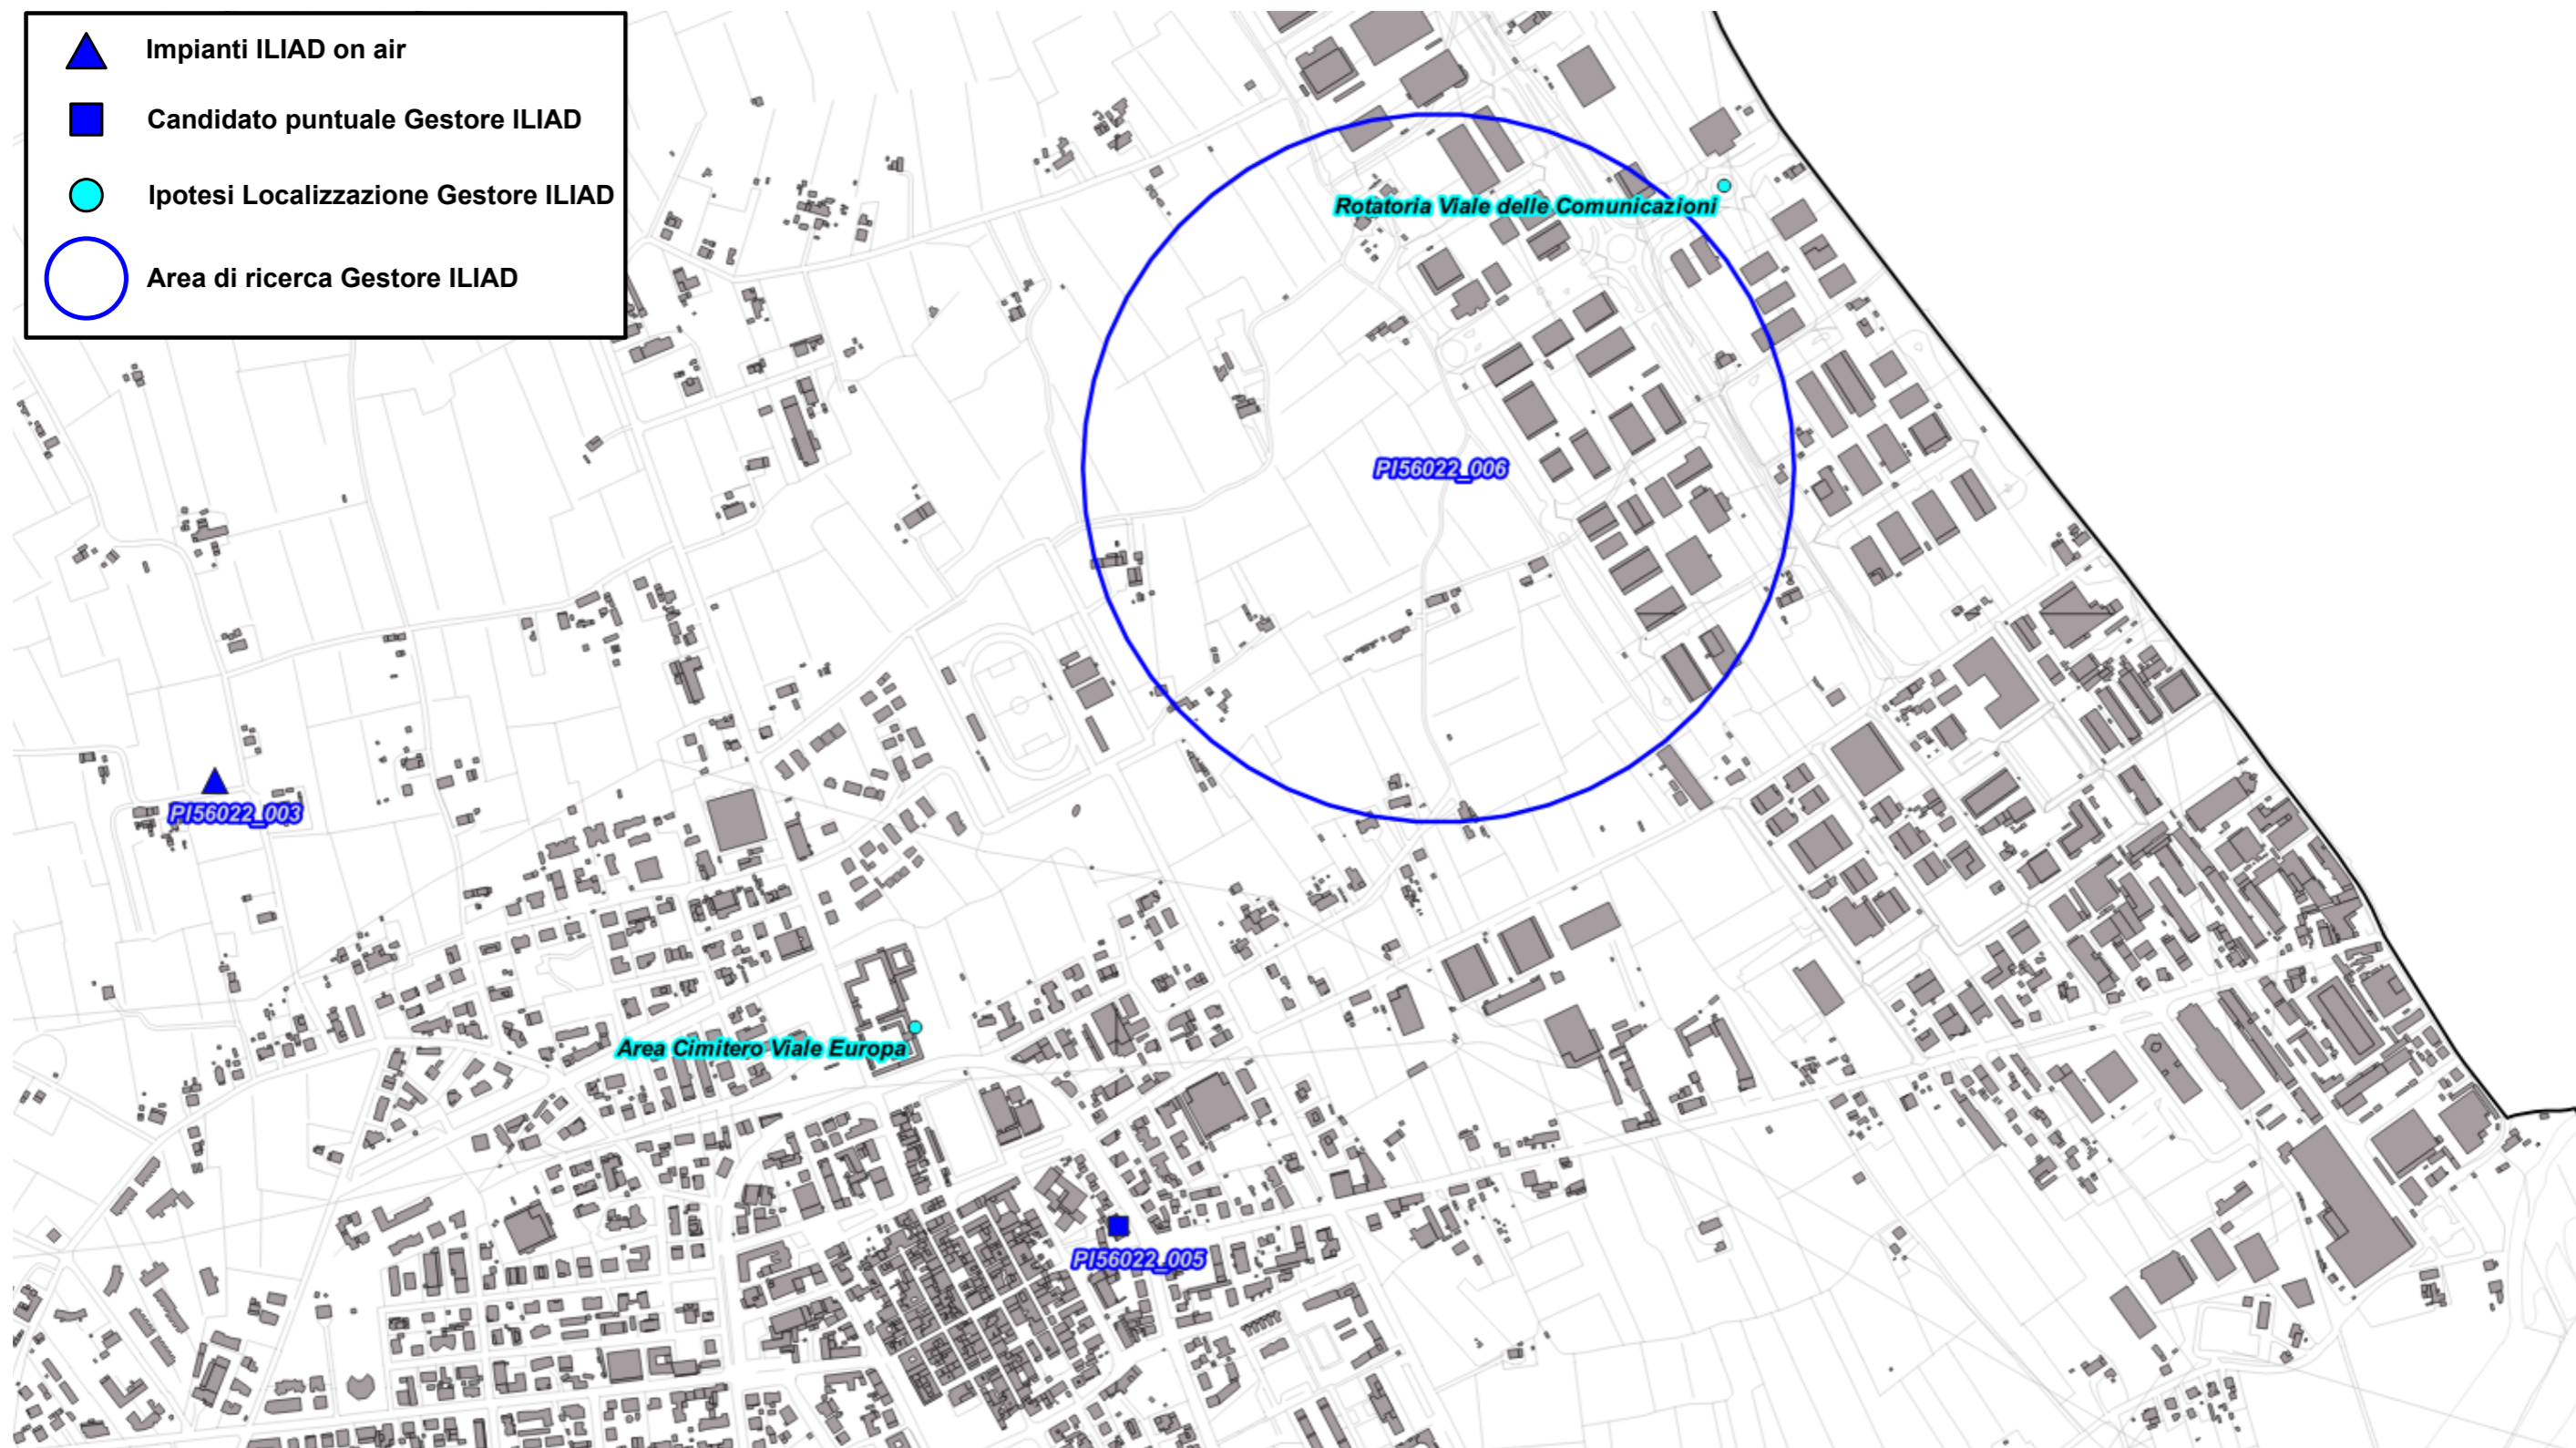 Impianti ILIAD on air
Candidato puntuale Gestore ILIAD
Ipotesi Localizzazione Gestore ILIAD
Area di ricerca Gestore ILIAD
Rotatoria Viale delle Comunicazioni
PI56022_006
PI56022_003
Area Cimitero Viale Europa
PI56022_005